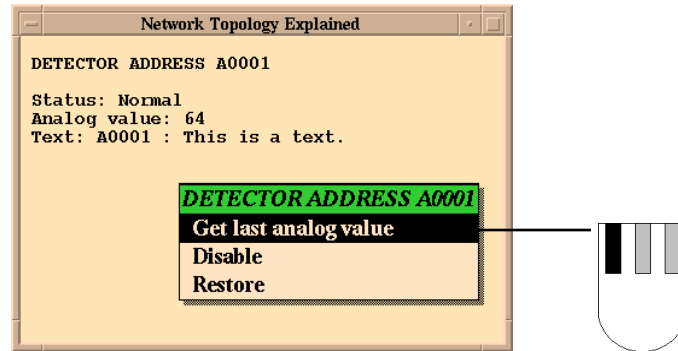 Network Topology Explained
DETECTOR ADDRESS A0001
Status: Normal
Analog value: 64
Text: A0001 : This is a text.
DETECTOR ADDRESS A0001
Get last analog value
Disable
Restore